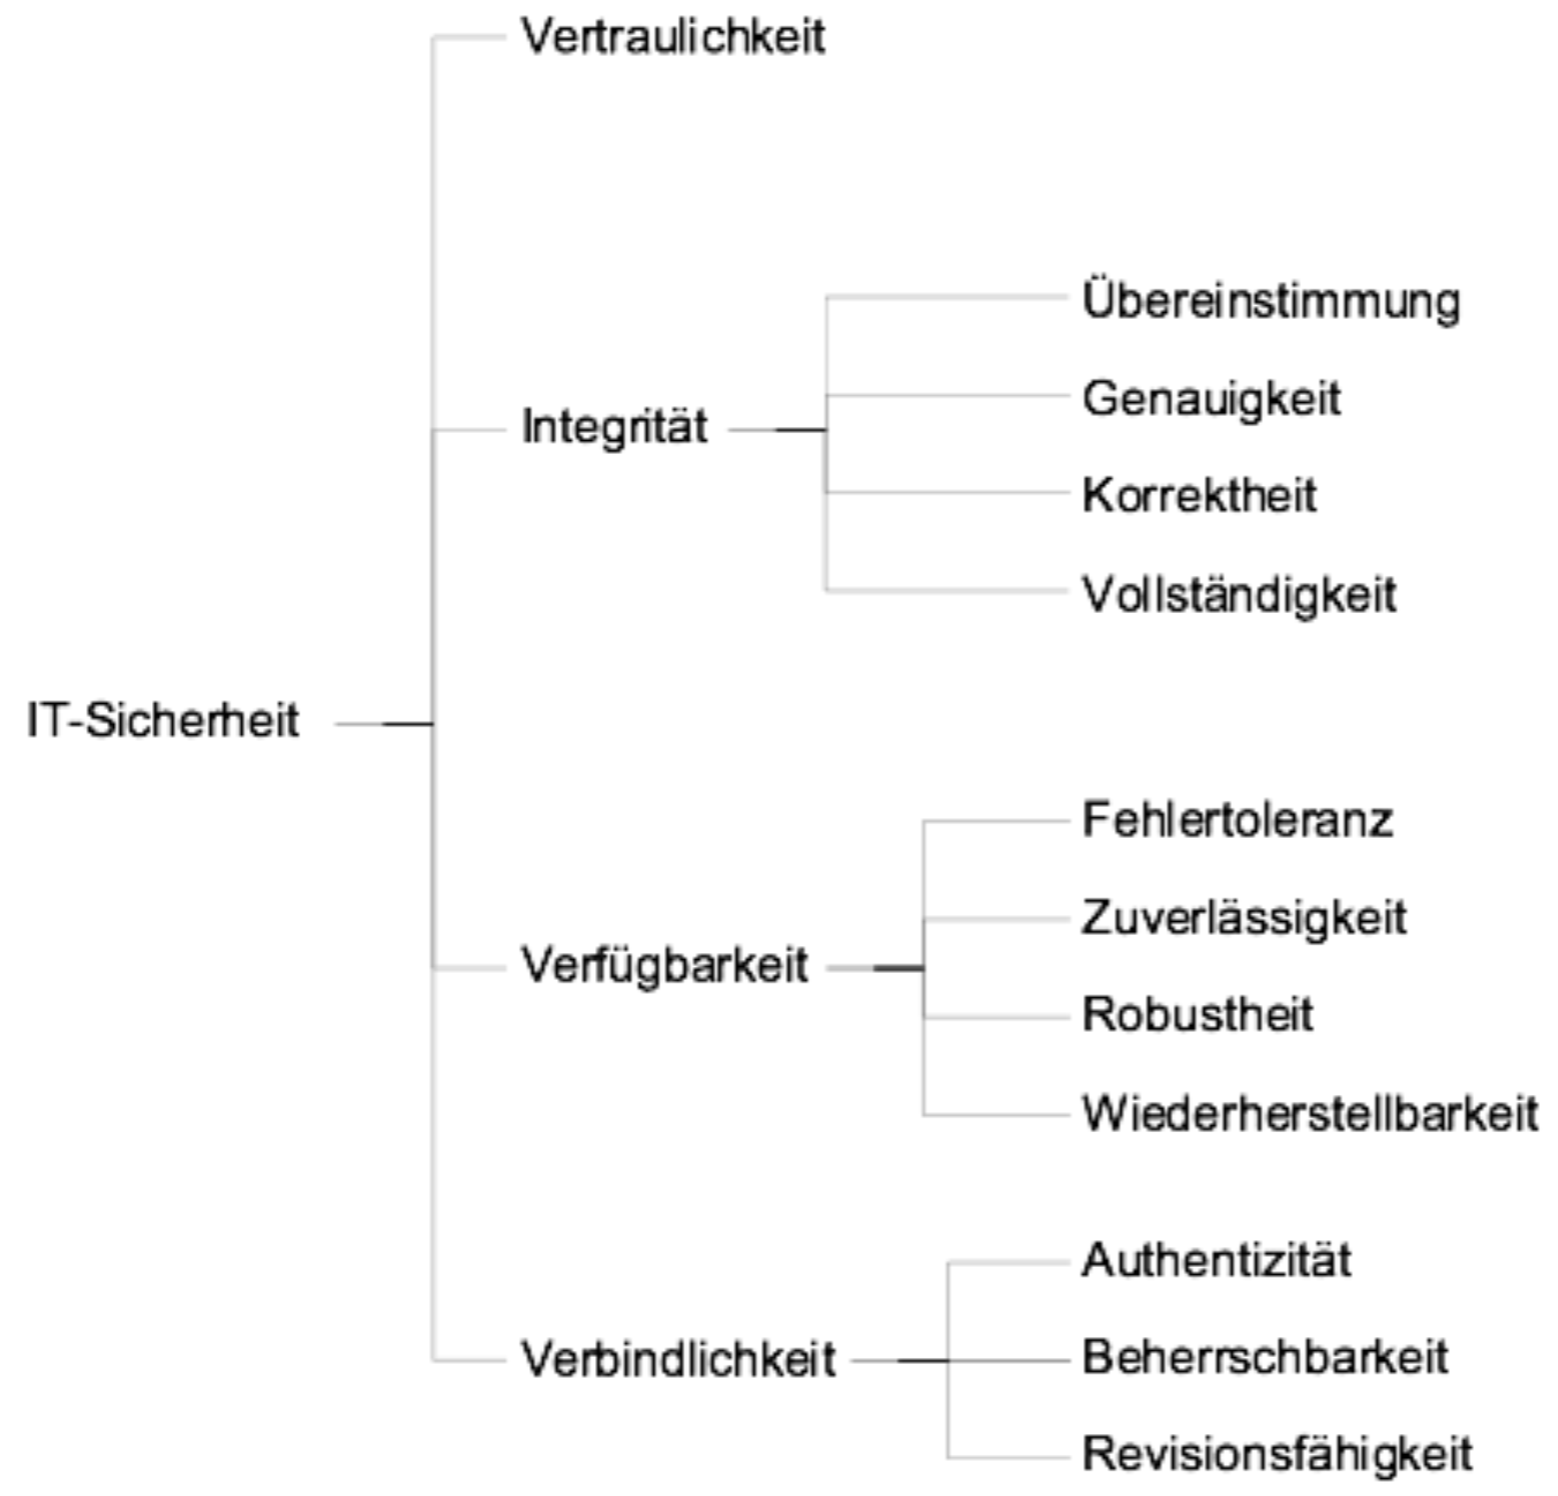 Vertraulichkeit
Übereinstimmung
Genauigkeit
Integrität
Korrektheit
Vollständigkeit
IT-Sicherheit
Fehlertoleranz
Zuverlässigkeit
Verfügbarkeit
Robustheit
Wiederherstellbarkeit
Authentizität
Verbindlichkeit
Beherrschbarkeit
Revisionsfähigkeit